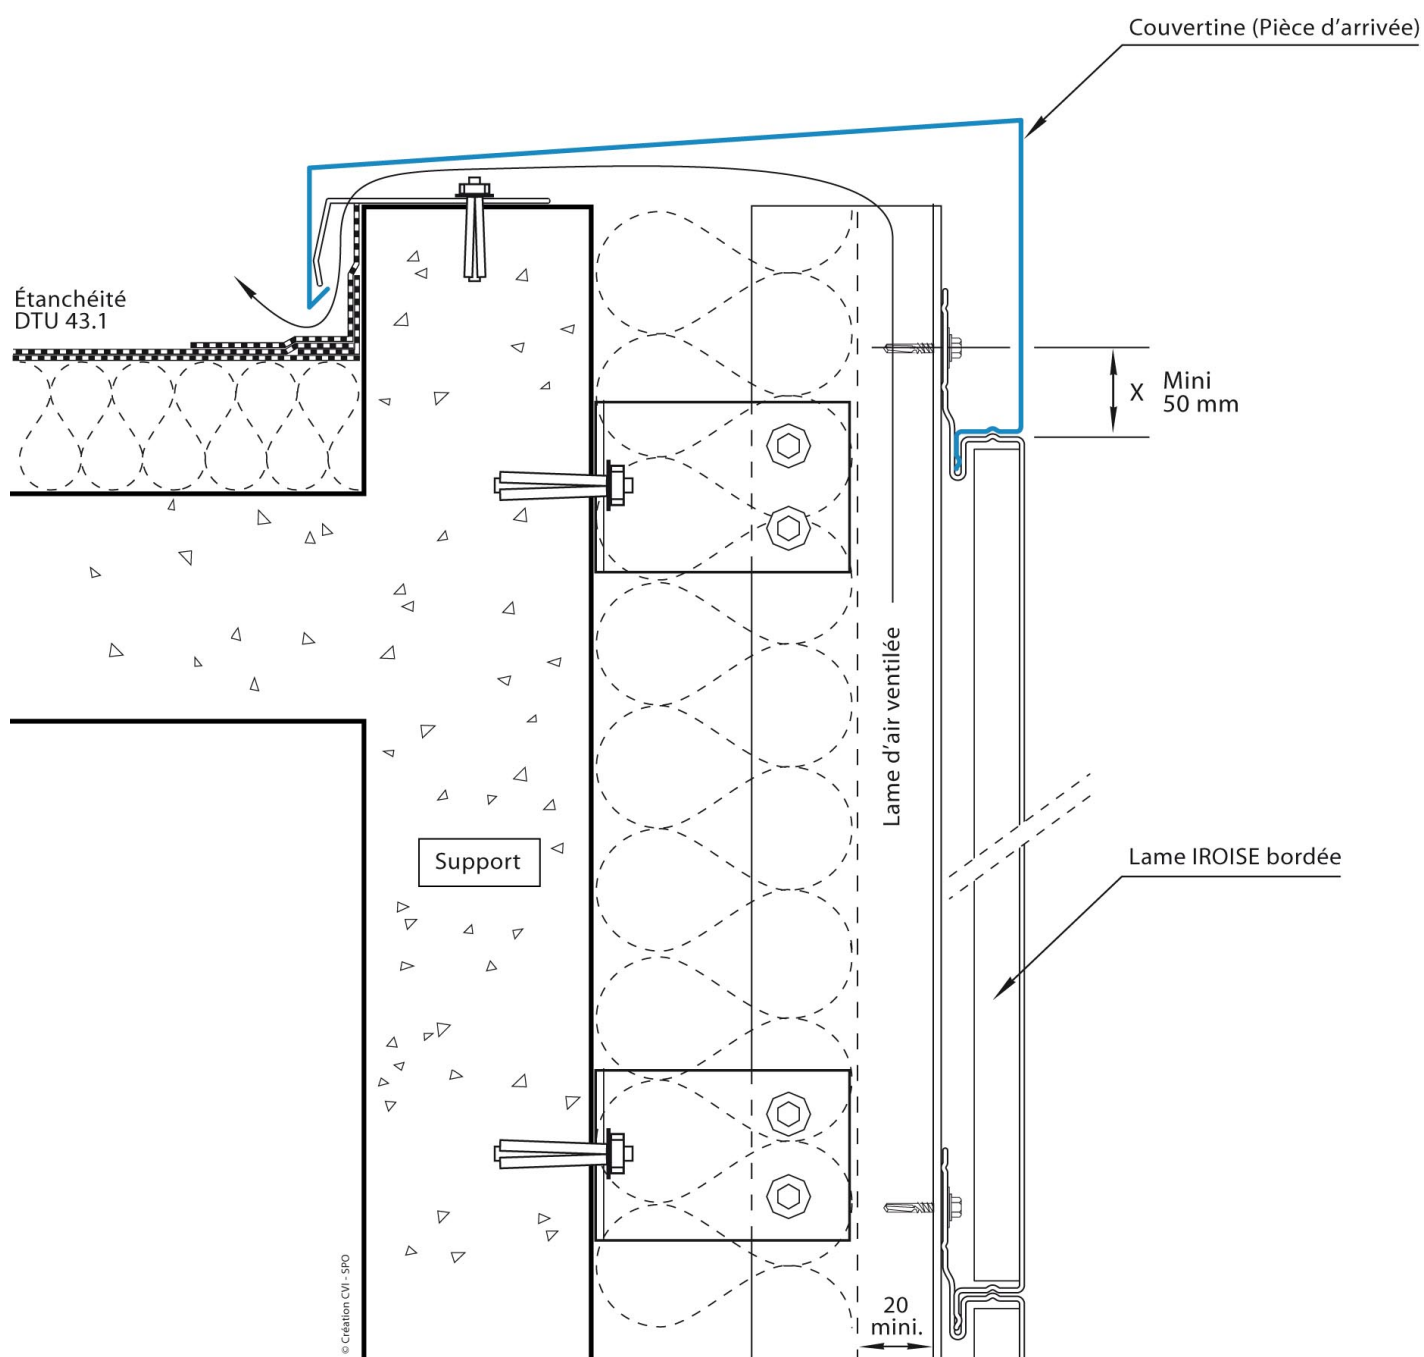 Couvertine (Pièce d’arrivée)
Étanchéité
DTU 43.1
X
Mini
50 mm
Lame d’air ventilée
Support
Lame IROISE bordée
20
mini.
© Création CVI - SPO